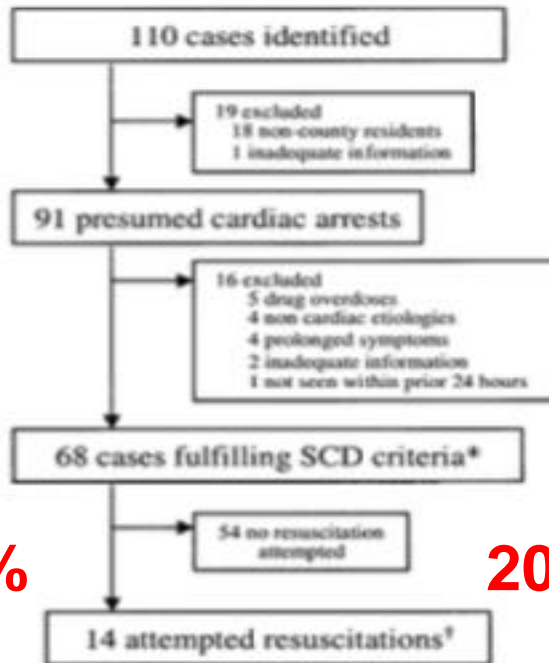 110 cases identified
19 excluded
18 non-county residents
1 inadequate information
91 presumed cardiac arrests
16 excluded
5 drug overdoses
4 non cardiac etiologies
4 prolonged symptoms
2 inadequate information
1 not seen within prior 24 hours
68 cases fulfilling SCD criteria*
54 no resuscitation
attempted
%
20
14 attempted resuscitations†